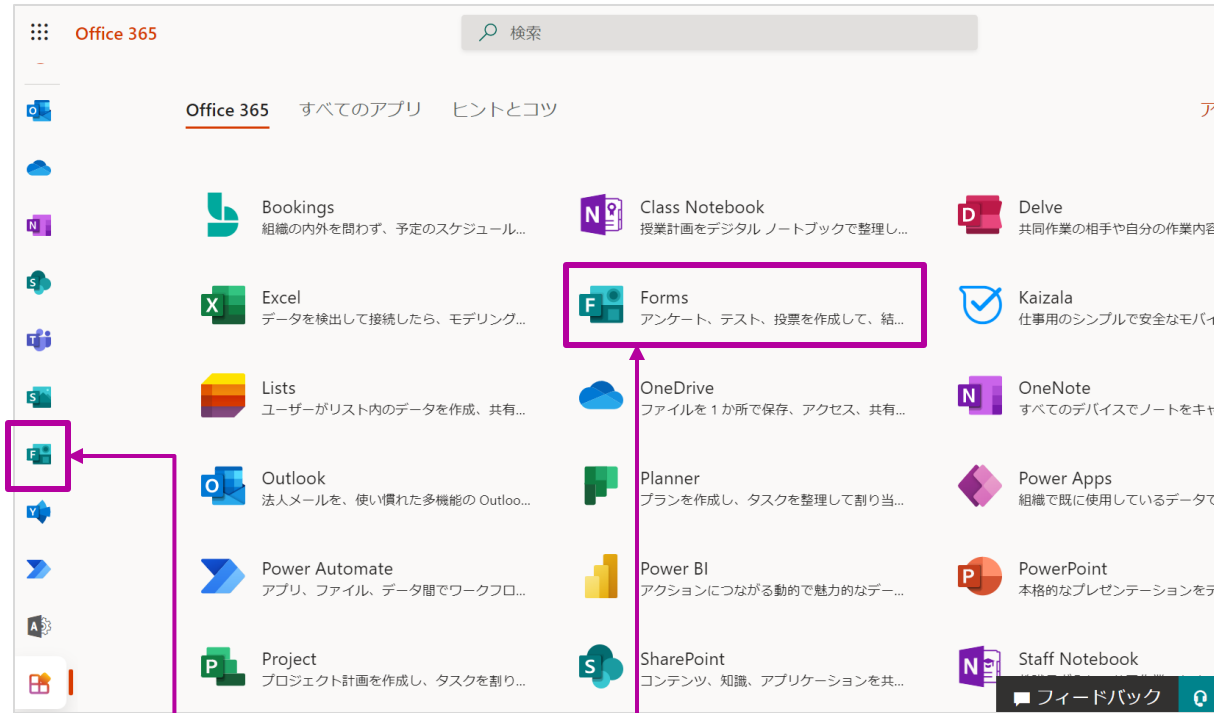 Office 365
検索
Office 365 すべてのアプリ ヒントとコツ
Bookings
組織の内外を問わず、予定のスケジュール...
Class Notebook
授業計画をデジタル ノートブックで整理し...
Delve
共同作業の相手や自分の作業内容
Excel
データを検出して接続したら、モデリング...
Forms
アンケート、テスト、投票を作成して、結...
Kaizala
仕事用のシンプルで安全なモバイ
Lists
ユーザーがリスト内のデータを作成、共有...
OneDrive
ファイルを 1 か所で保存、アクセス、共有...
OneNote
すべてのデバイスでノートをキャ
Outlook
法人メールを、使い慣れた多機能の Outloo...
Planner
プランを作成し、タスクを整理して割り当...
Power Apps
組織で既に使用しているデータで
Power Automate
アプリ、ファイル、データ間でワークフロ...
Power BI
アクションにつながる動的で魅力的なデー...
PowerPoint
本格的なプレゼンテーションをデ
Project
プロジェクト計画を作成し、タスクを割り...
SharePoint
コンテンツ、知識、アプリケーションを共...
Staff Notebook
フィードバック